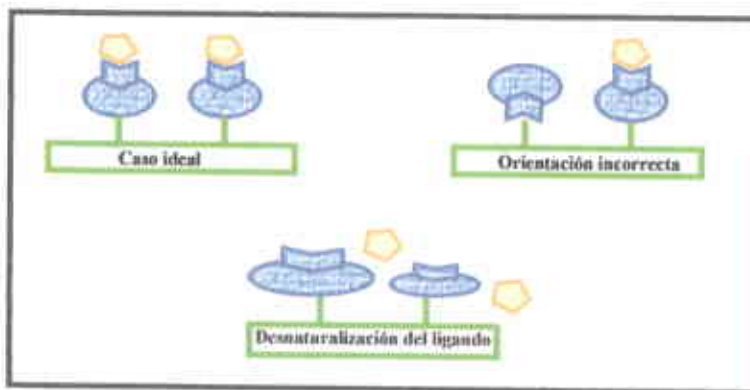 Caso ideal
Orientación incorrecta
Desnaturalización del ligando